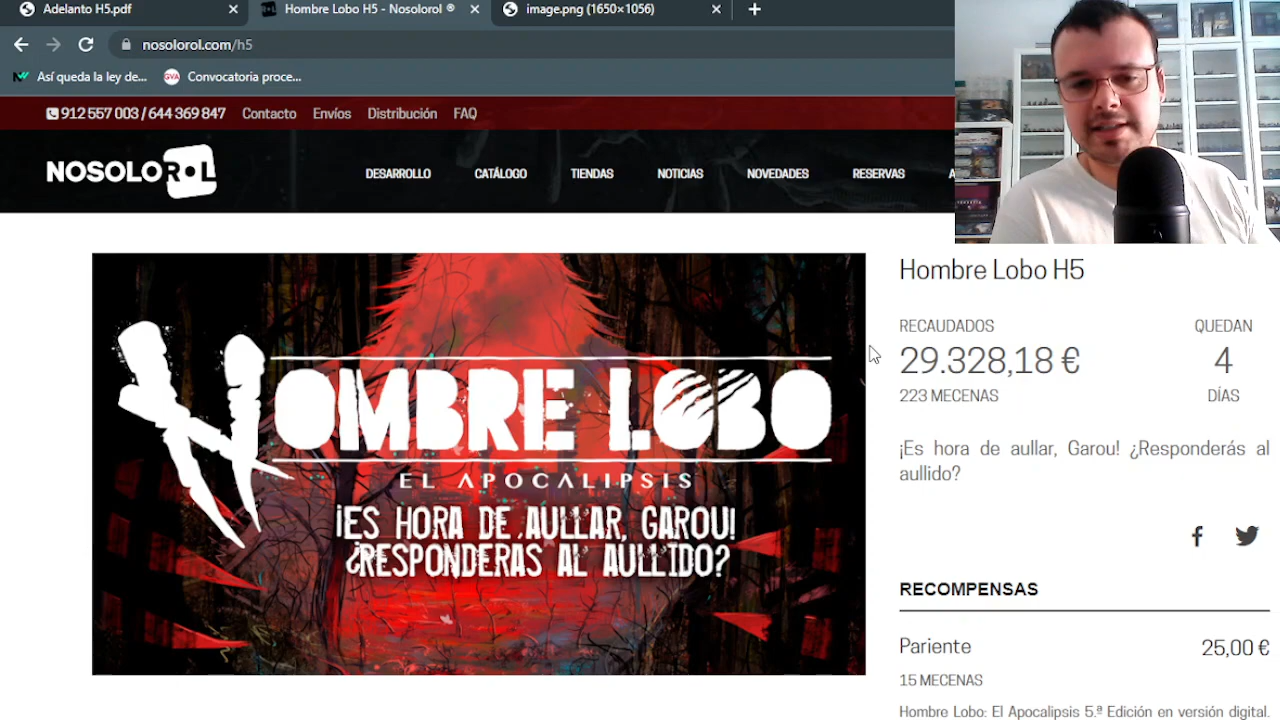 Adelanto H5.pdf
Hombre Lobo H5 - Nosolorol ®
image.png (1650×1056)
nosolorol.com/h5
Así queda la ley de...
GVA
Convocatoria proce...
912 557 003 / 644 369 847
Contacto
Envíos
Distribución
FAQ
NOSOLOROL
DESARROLLO
CATÁLOGO
TIENDAS
NOTICIAS
NOVEDADES
RESERVAS
HOMBRE LOBO
EL APOCALIPSIS
¡ES HORA DE AULLAR, GAROU!
¿RESPONDERÁS AL AULLIDO?
Hombre Lobo H5
RECAUDADOS
QUEDAN
29.328,18 €
4
223 MECENAS
DÍAS
¡Es hora de aullar, Garou! ¿Responderás al
aullido?
RECOMPENSAS
Pariente
25,00 €
15 MECENAS
Hombre Lobo: El Apocalipsis 5.ª Edición en versión digital.